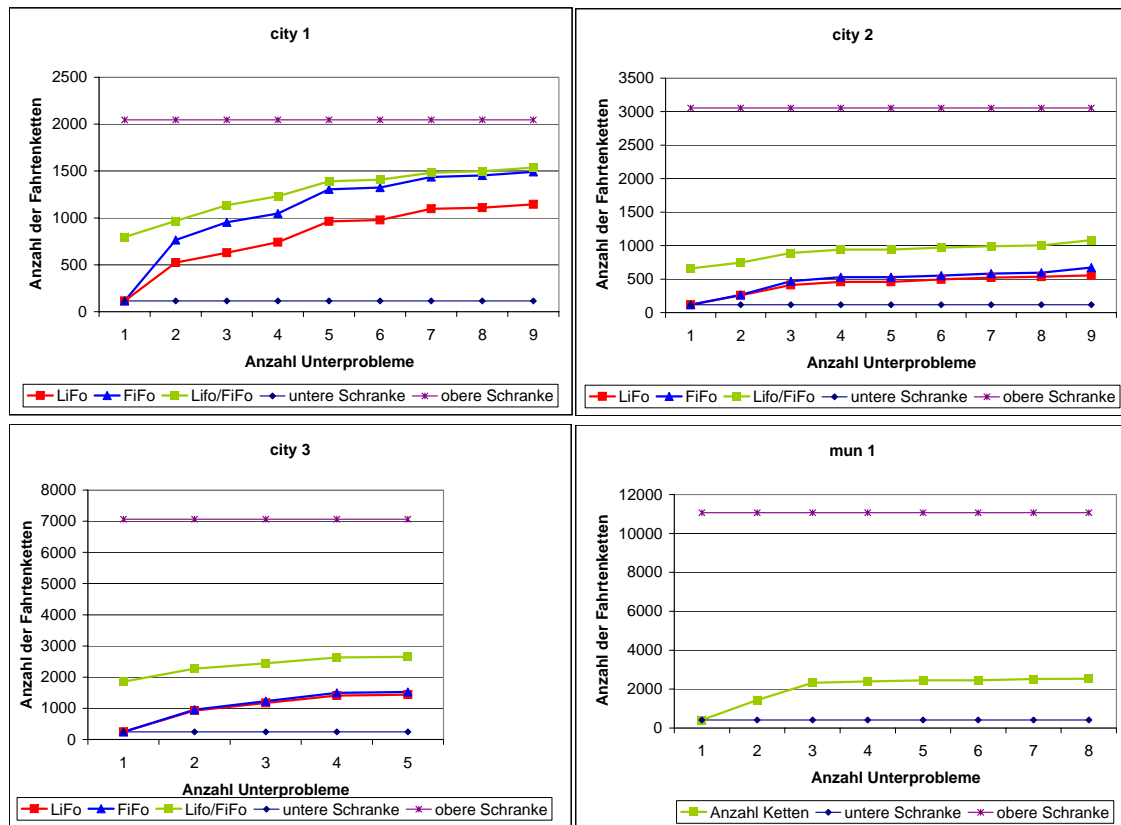 city 1
Anzahl der Fahrtenketten
2500
2000
1500
1000
500
0
1 2 3 4 5 6 7 8 9
Anzahl Unterprobleme
LiFo FiFo Lifo/FiFo untere Schranke obere Schranke
city 2
Anzahl der Fahrtenketten
3500
3000
2500
2000
1500
1000
500
0
1 2 3 4 5 6 7 8 9
Anzahl Unterprobleme
LiFo FiFo Lifo/FiFo untere Schranke obere Schranke
city 3
Anzahl der Fahrtenketten
8000
7000
6000
5000
4000
3000
2000
1000
0
1 2 3 4 5
Anzahl Unterprobleme
LiFo FiFo Lifo/FiFo untere Schranke obere Schranke
mun 1
Anzahl der Fahrtenketten
12000
10000
8000
6000
4000
2000
0
1 2 3 4 5 6 7 8
Anzahl Unterprobleme
Anzahl Ketten untere Schranke obere Schranke